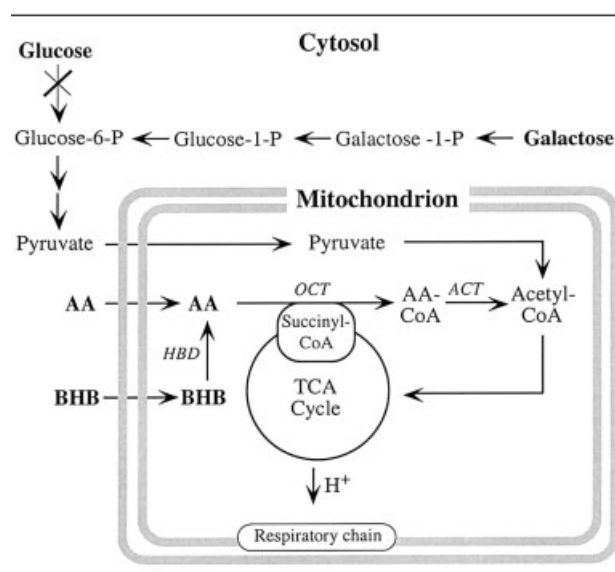 Cytosol
Glucose
Glucose-6-P
Glucose-1-P
Galactose -1-P
Galactose
Mitochondrion
Pyruvate
Pyruvate
AA
AA
OCT
AA-
CoA
ACT
Acetyl-
CoA
Succinyl-
CoA
HBD
BHB
BHB
TCA
Cycle
H+
Respiratory chain